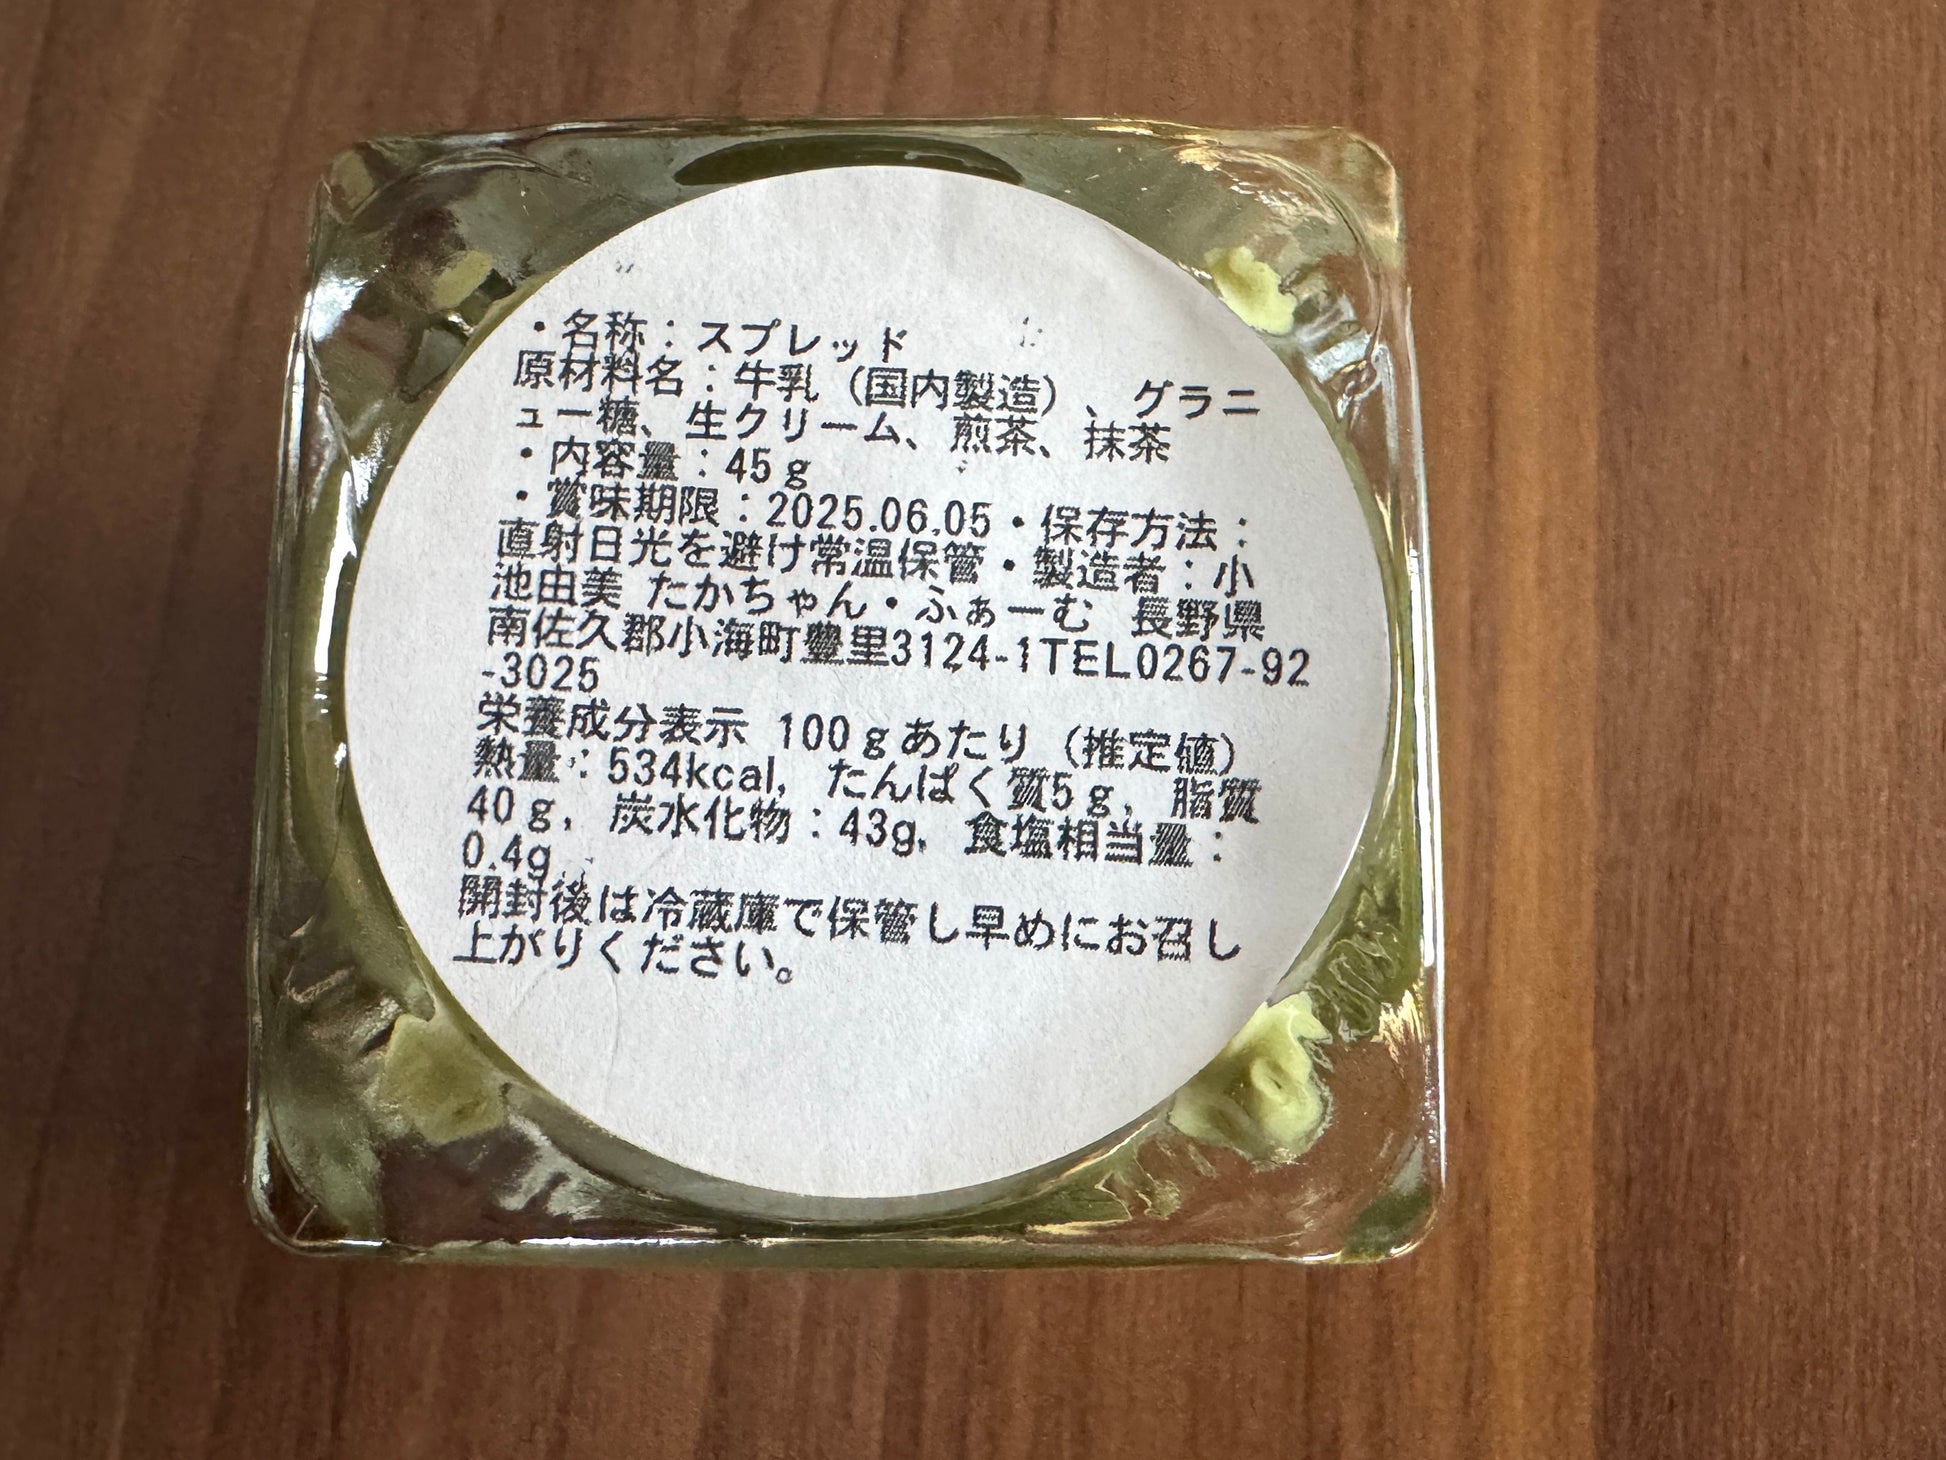 ・名称：スプレッド
原材料名：牛乳（国内製造）、グラニ
ュー糖、生クリーム、煎茶、抹茶
・内容量：45ｇ
・賞味期限：2025.06.05・保存方法：
直射日光を避け常温保管・製造者：小
池由美 たかちゃん・ふぁーむ 長野県
南佐久郡小海町豊里3124-1TEL0267-92
-3025
栄養成分表示 100ｇあたり（推定値）
熱量：534kcal，たんぱく質5ｇ，脂質
40ｇ，炭水化物：43g，食塩相当量：
0.4g
開封後は冷蔵庫で保管し早めにお召し
上がりください。